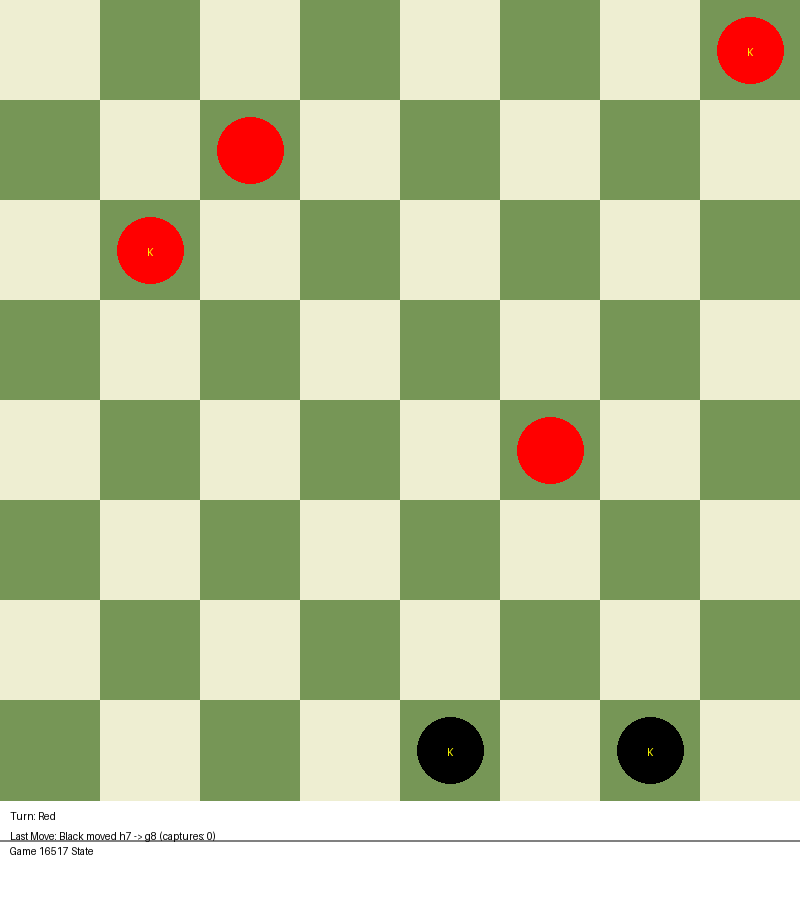 K
K
K K
Turn: Red
Last Move: Black moved h7 -> g8 (captures: 0)
Game 16517 State